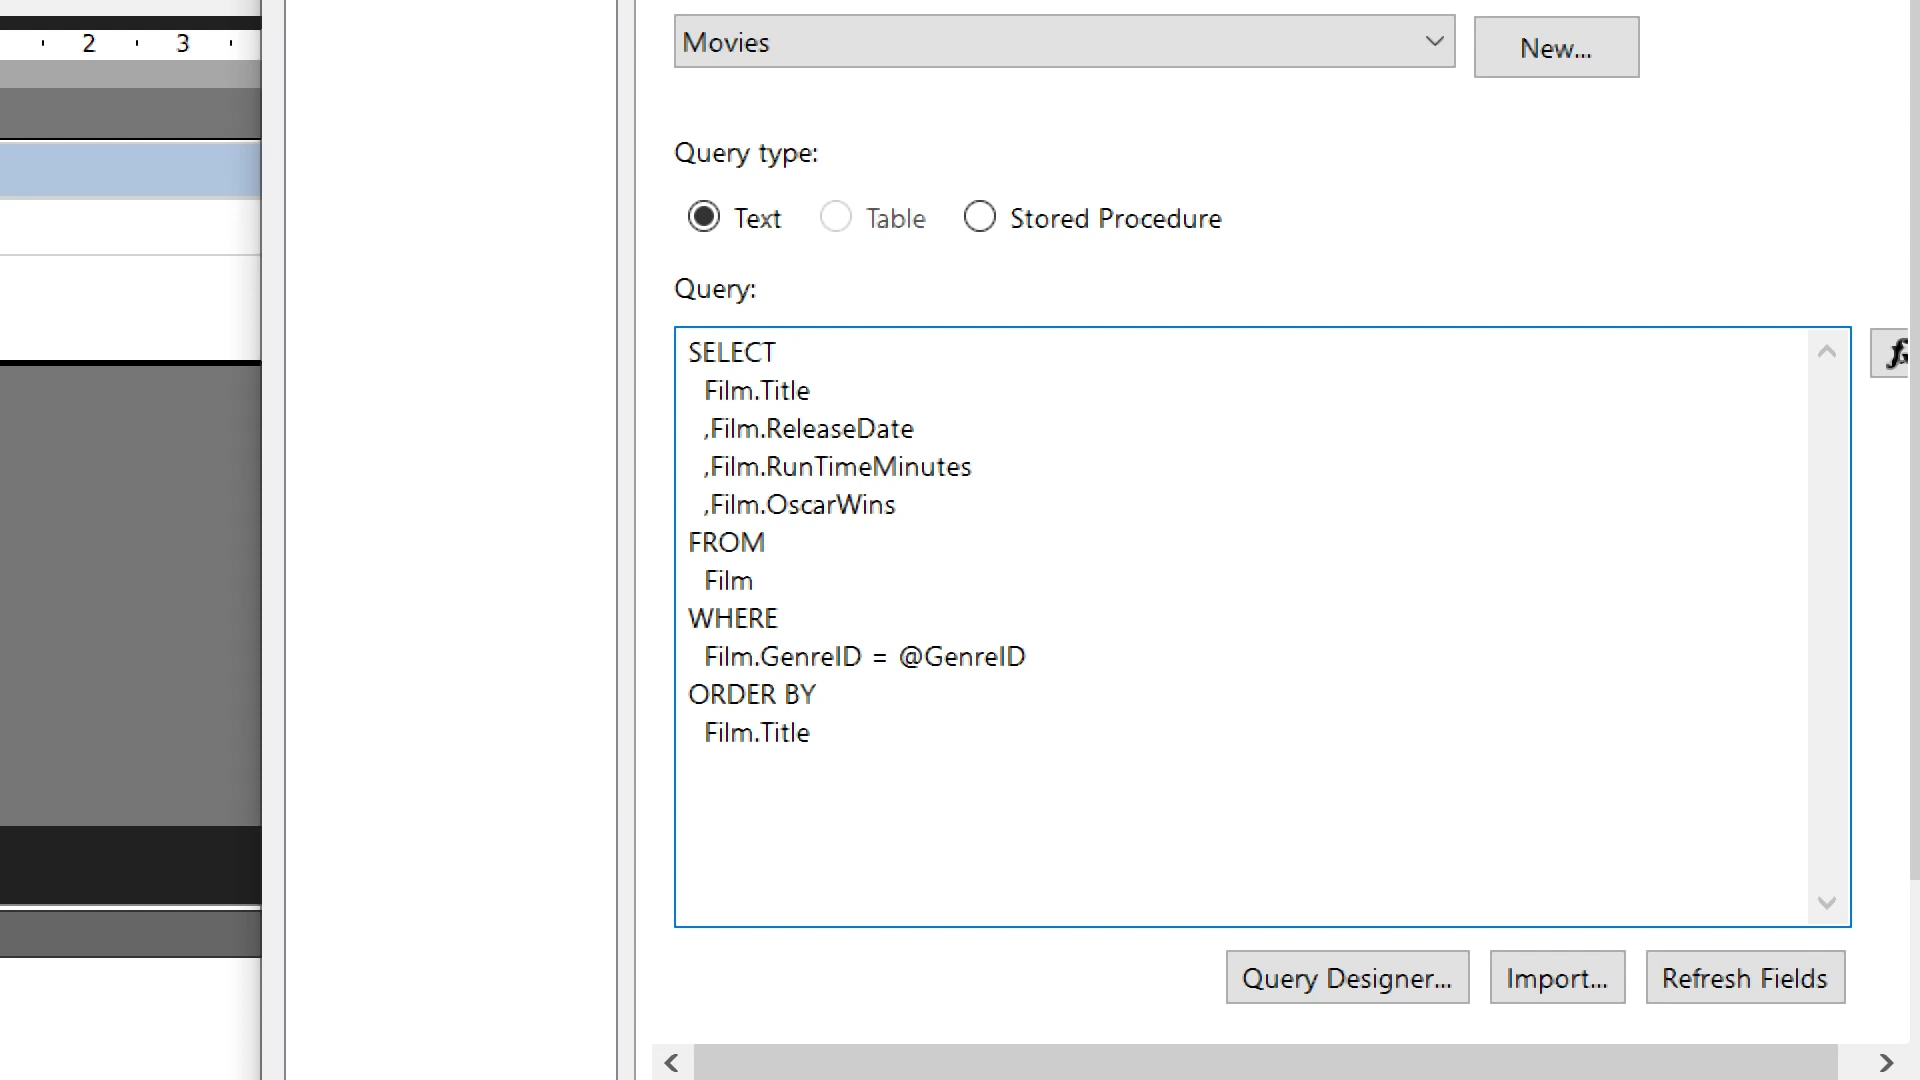 2 3
Movies
New...
Query type:
Text Table Stored Procedure
Query:
SELECT
Film.Title
,Film.ReleaseDate
,Film.RunTimeMinutes
,Film.OscarWins
FROM
Film
WHERE
Film.GenreID = @GenreID
ORDER BY
Film.Title
Query Designer... Import... Refresh Fields